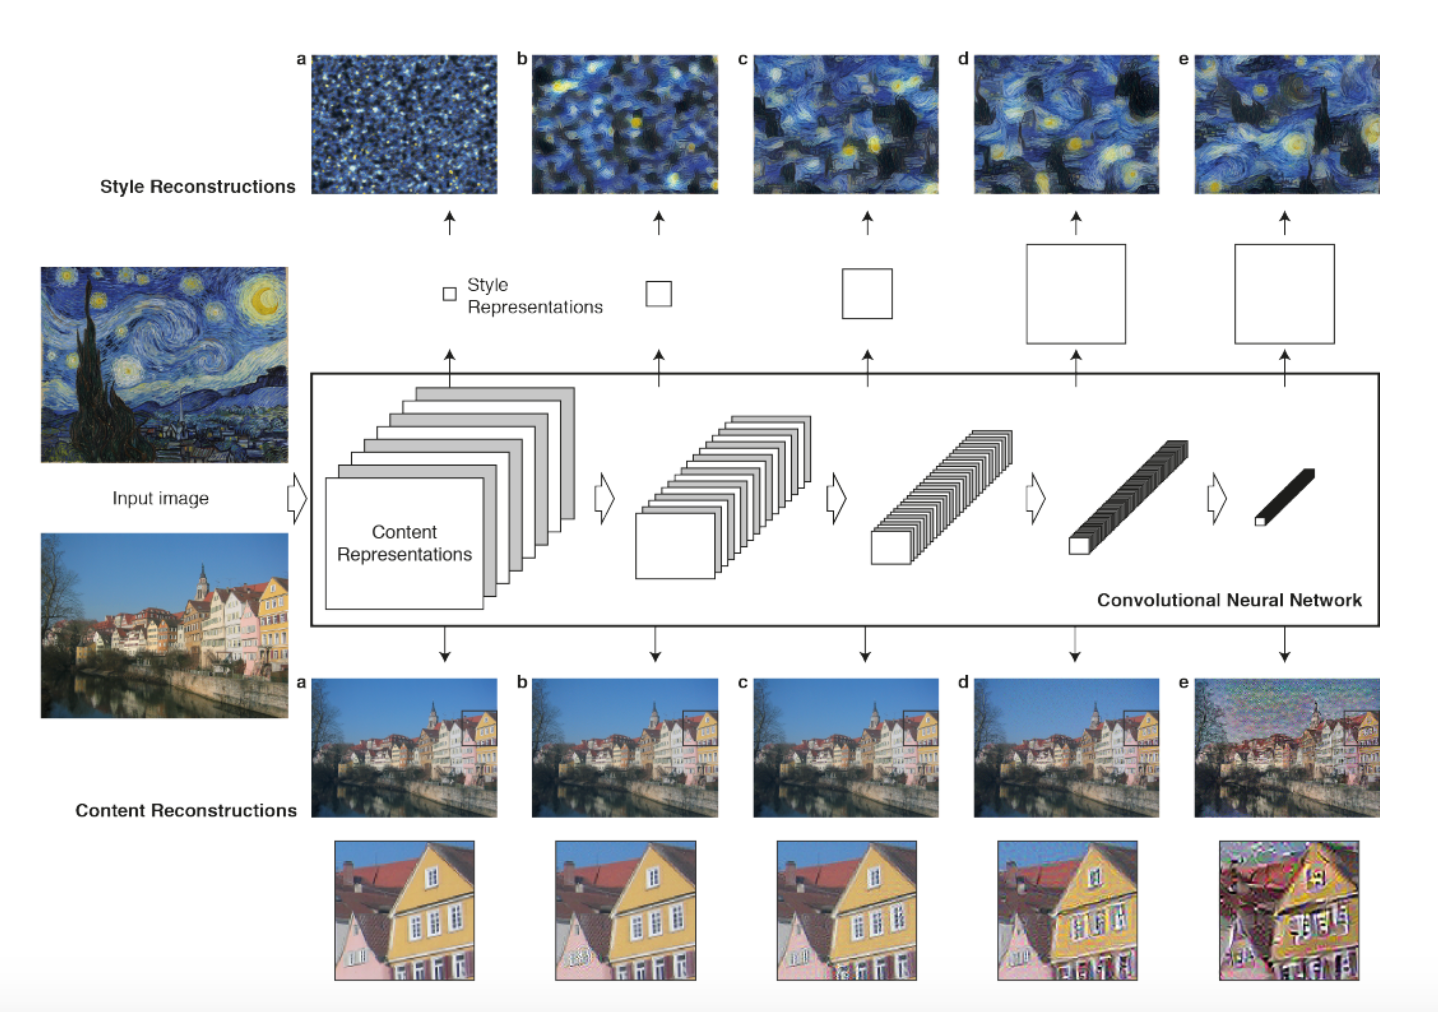 a b c d e
Style Reconstructions
Style
Representations
Input image
Content
Representations
Convolutional Neural Network
a b c d e
Content Reconstructions